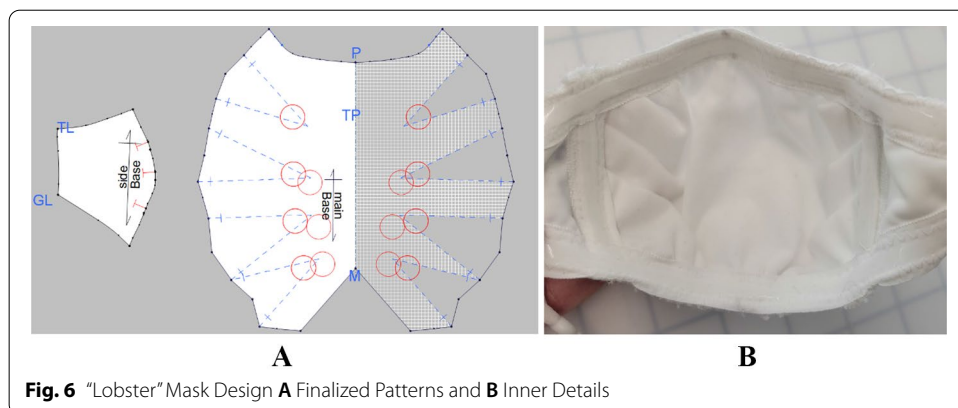 P
TL
TP
side
Base
main
Base
GL
M
A
B
Fig. 6 "Lobster" Mask Design A Finalized Patterns and B Inner Details